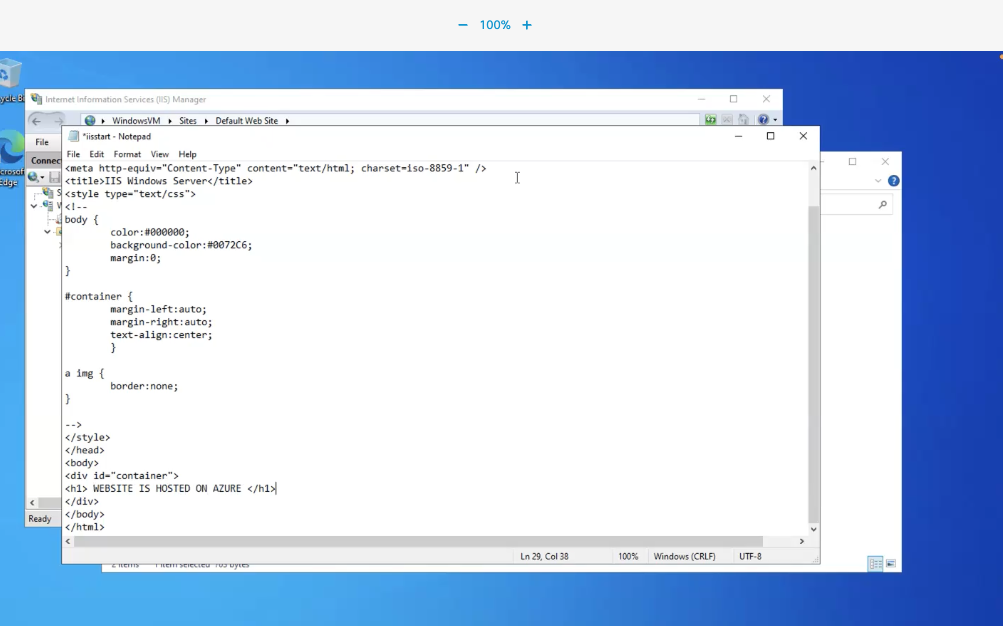 100%
Internet Information Services (IIS) Manager
WindowsVM Sites Default Web Site
File
Connec
Edge
*iisstart - Notepad
File Edit Format View Help
<meta http-equiv="Content-Type" content="text/html; charset=iso-8859-1" />
<title>IIS Windows Server</title>
<style type="text/css">
<!--
body {
color:#000000;
background-color:#0072C6;
margin:0;
}
#container {
margin-left:auto;
margin-right:auto;
text-align:center;
}
a img {
border:none;
}
-->
</style>
</head>
<body>
<div id="container">
<h1> WEBSITE IS HOSTED ON AZURE </h1>
</div>
</body>
</html>
Ready
Ln 29, Col 38 100% Windows (CRLF) UTF-8
2 items 1 item selected 703 bytes